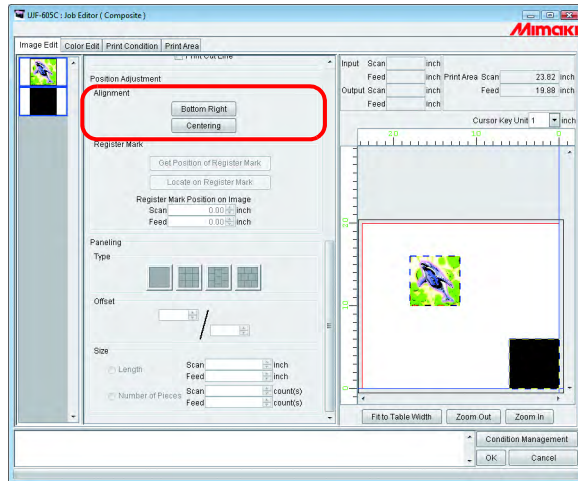 UJF-605C : Job Editor ( Composite )
Mimaki
Image Edit Color Edit Print Condition Print Area
Print Cut Line
Position Adjustment
Alignment
Bottom Right
Centering
Register Mark
Get Position of Register Mark
Locate on Register Mark
Register Mark Position on Image
Scan 0.00 inch
Feed 0.00 inch
Paneling
Type
Offset
/
Size
Length
Scan inch
Feed inch
Number of Pieces
Scan count(s)
Feed count(s)
Input Scan inch
Feed inch Print Area Scan 23.82 inch
Output Scan inch Feed 19.88 inch
Feed inch
Cursor Key Unit 1 inch
20 10 0
20
10
0
Fit to Table Width Zoom Out Zoom In
Condition Management
OK Cancel